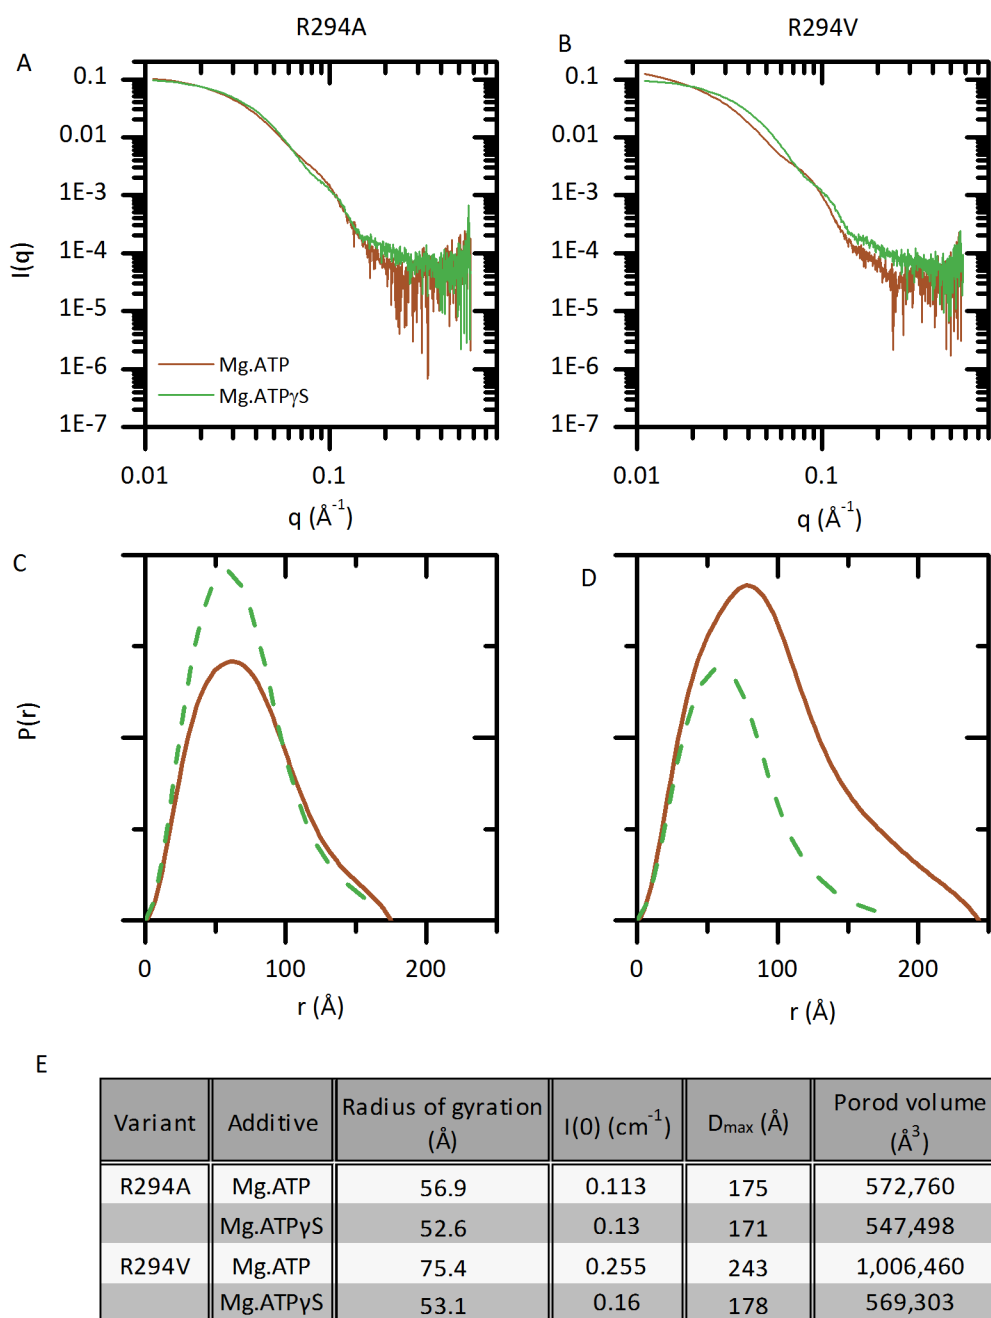 R294A
R294V
A
B
0.1
0.01
1E-3
1E-4
1E-5
1E-6
1E-7
I(q)
Mg.ATP
Mg.ATPγS
0.01
0.1
q (Å⁻¹)
0.1
0.01
1E-3
1E-4
1E-5
1E-6
1E-7
0.01
0.1
q (Å⁻¹)
C
D
P(r)
0
100
200
r (Å)
0
100
200
r (Å)
E
Variant Additive Radius of gyration (Å) I(0) (cm⁻¹) Dmax (Å) Porod volume (Å³)
R294A Mg.ATP 56.9 0.113 175 572,760
Mg.ATPγS 52.6 0.13 171 547,498
R294V Mg.ATP 75.4 0.255 243 1,006,460
Mg.ATPγS 53.1 0.16 178 569,303